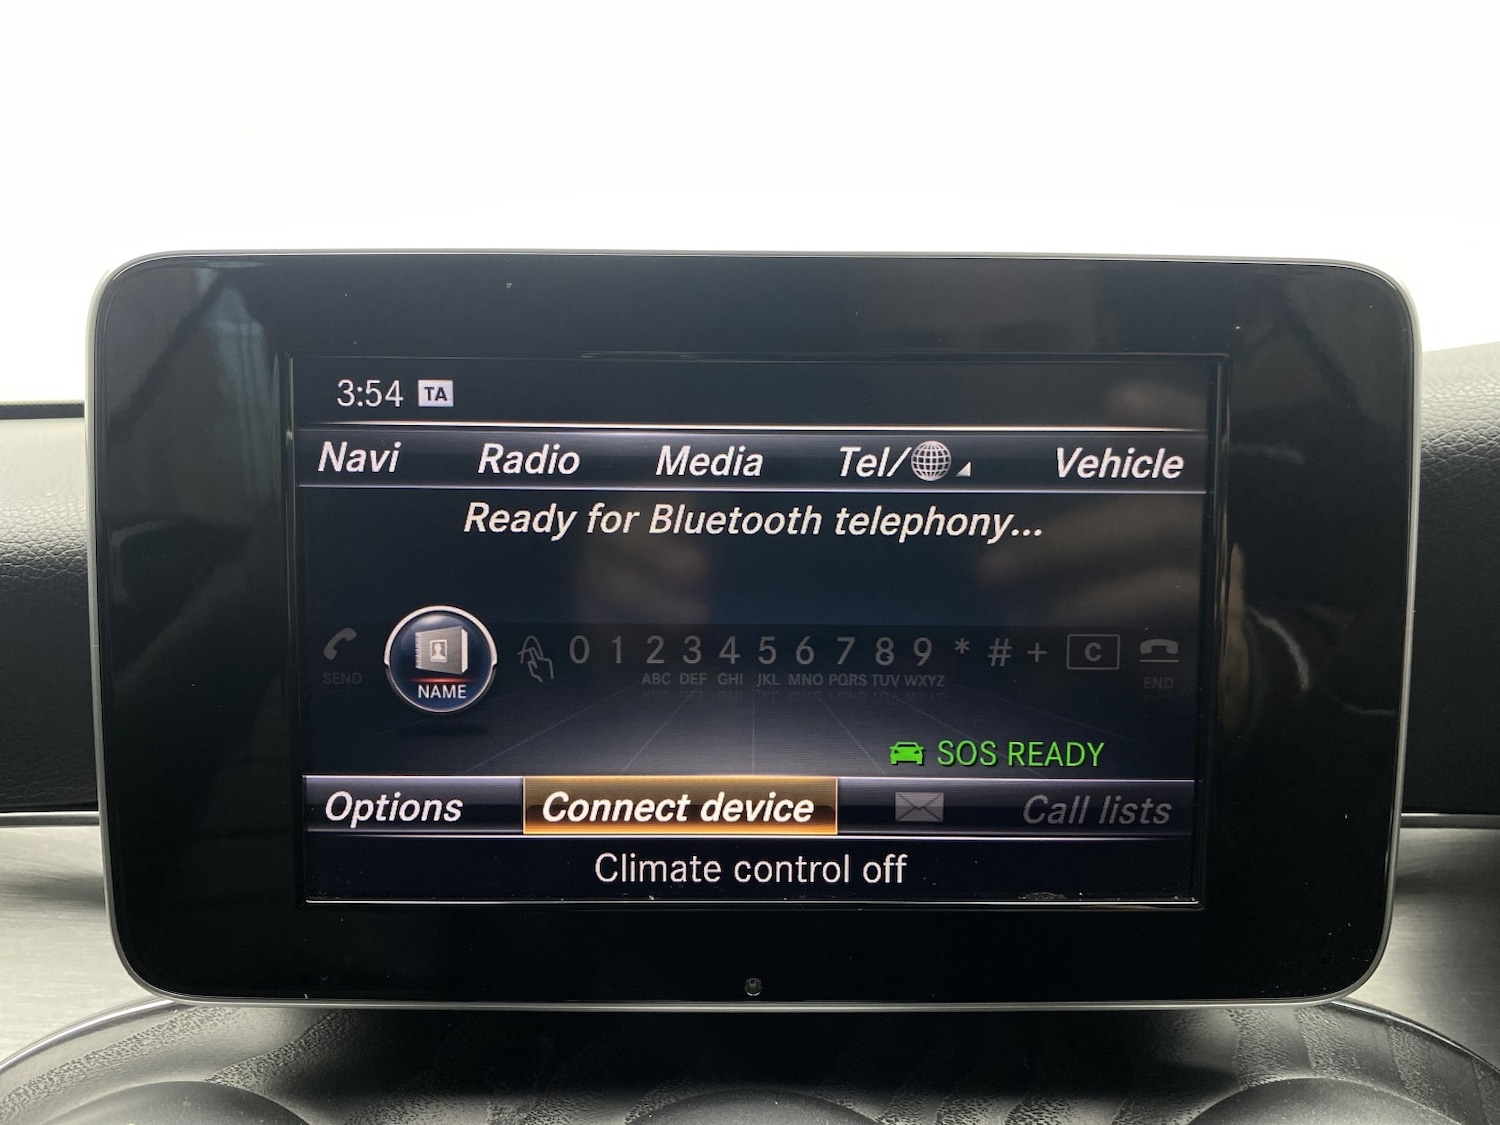 3:54 TA
Navi Radio Media Tel/ Vehicle
Ready for Bluetooth telephony...
SEND NAME 0 1 2 ABC 3 DEF 4 GHI 5 JKL 6 MNO 7 PQRS 8 TUV 9 WXYZ * # + C END
SOS READY
Options Connect device Call lists
Climate control off